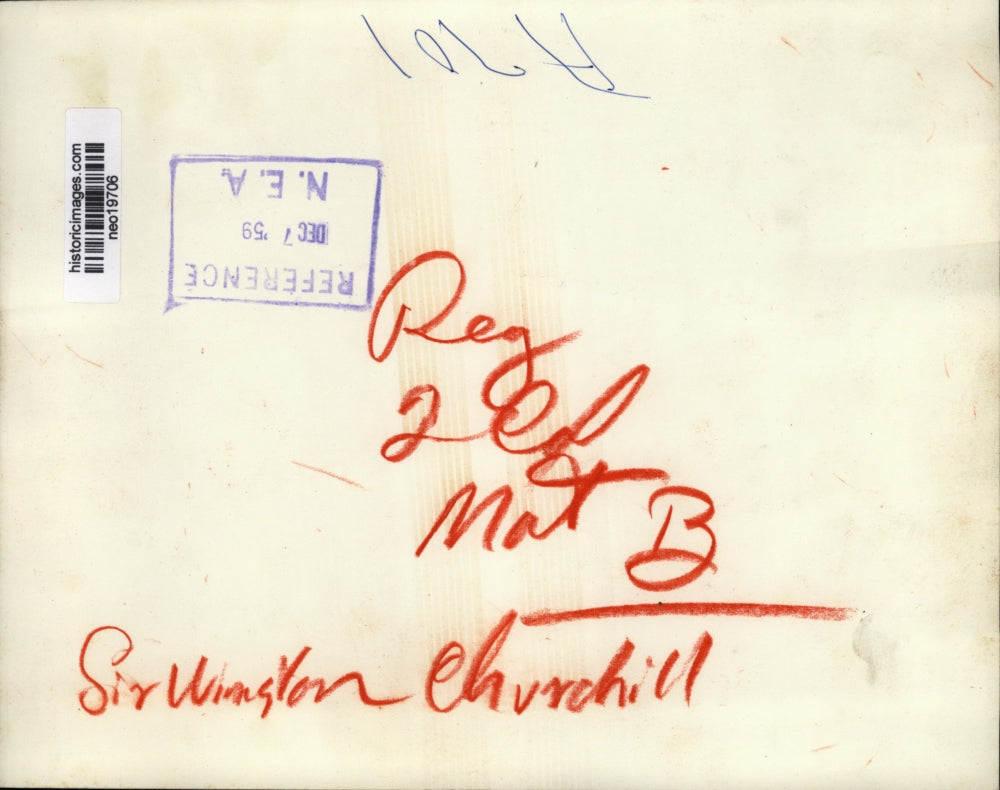 historicimages.com
neo19706
REFERENCE
DEC 7 '59
N.E.A.
Reg
2 Col
Mat B
Sir Winston Churchill